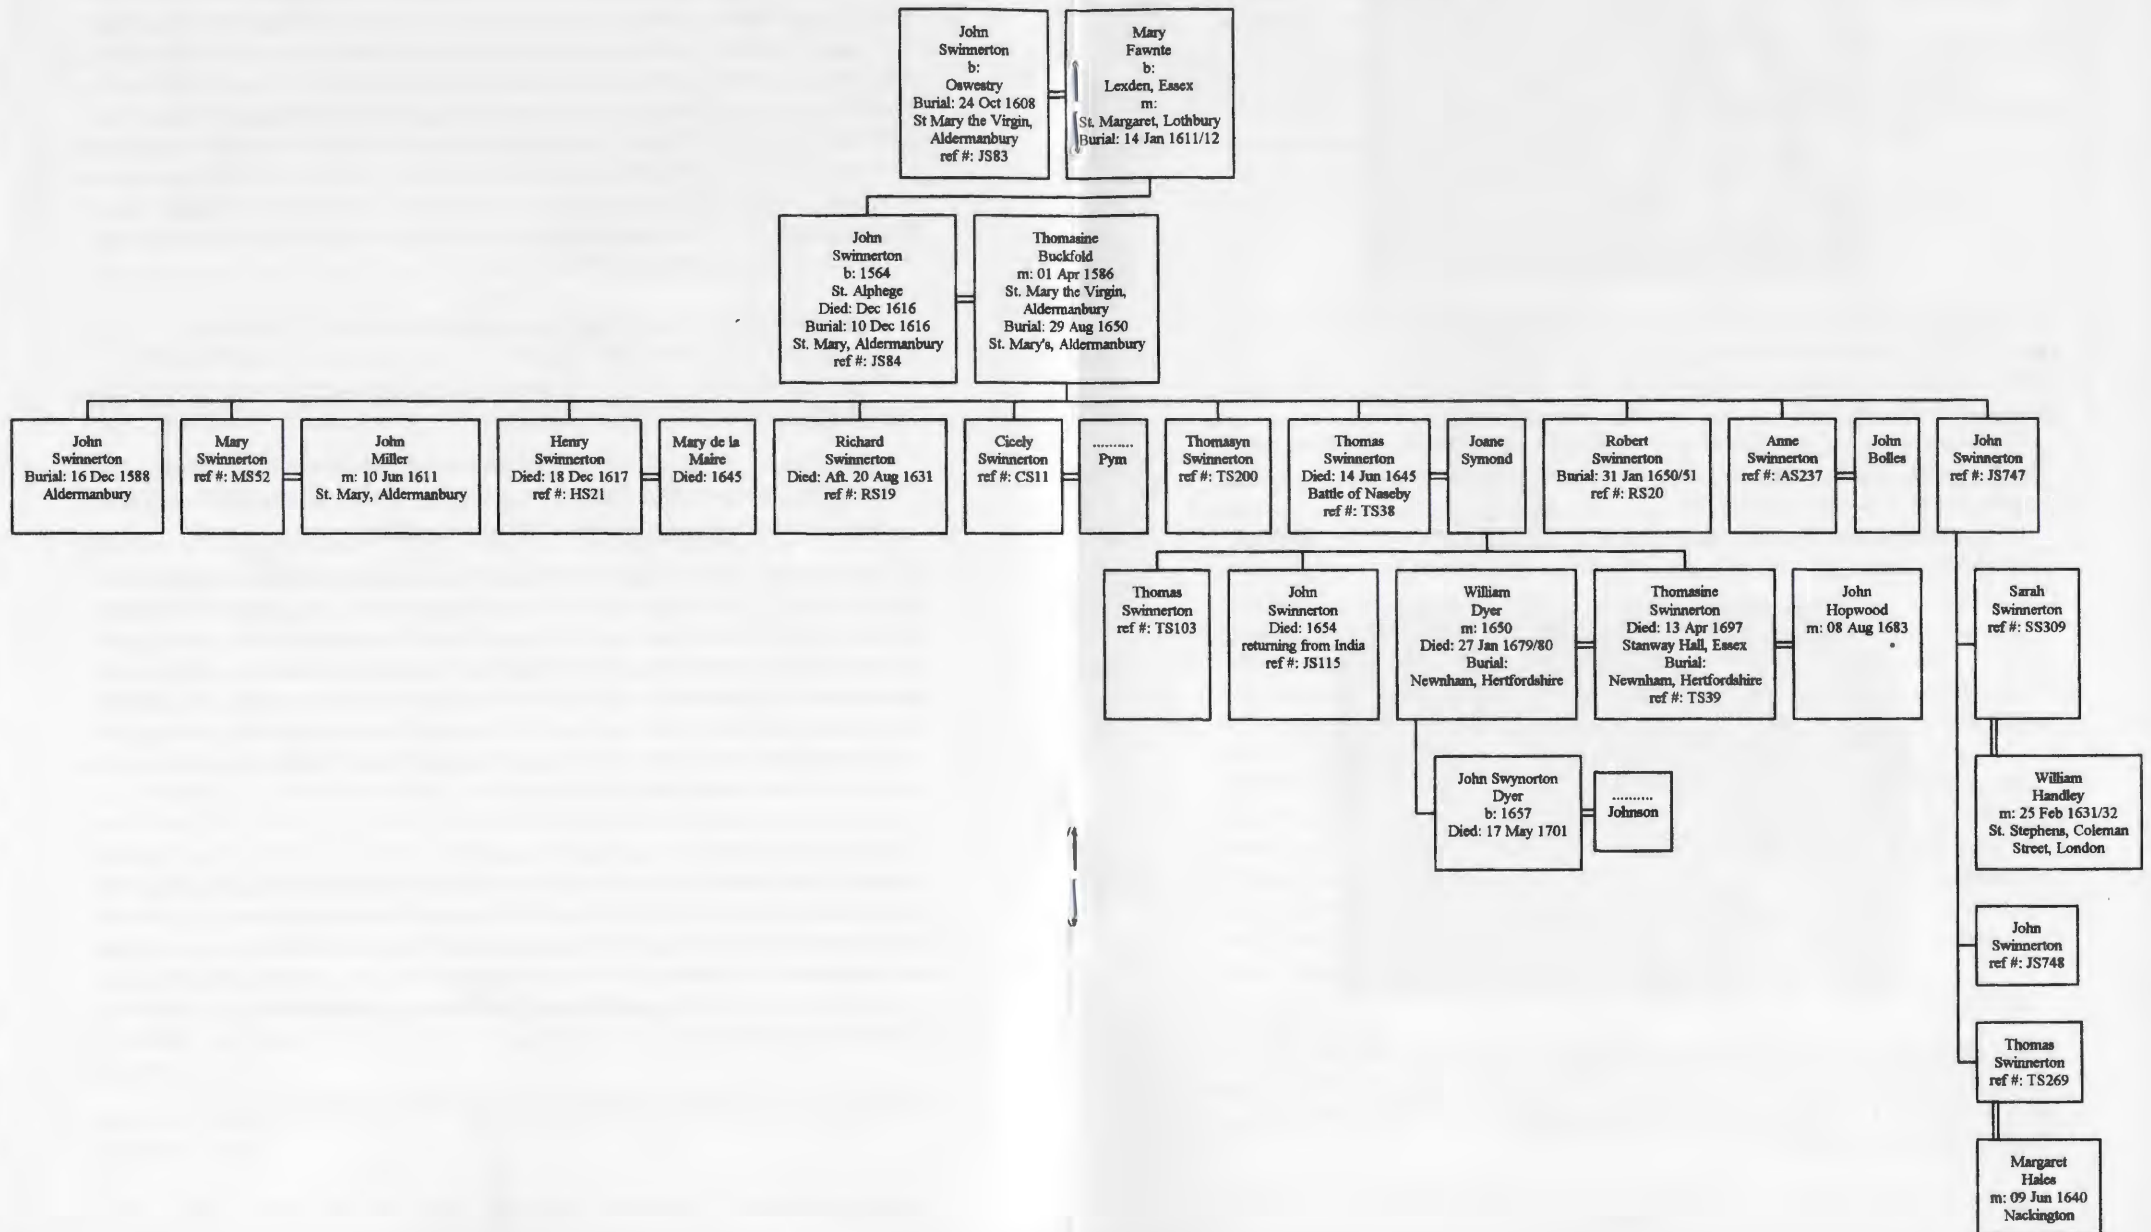 John
Swinnerton
b:
Oswestry
Burial: 24 Oct 1608
St Mary the Virgin,
Aldermanbury
ref #: JS83
Mary
Fawnte
b:
Lexden, Essex
m:
St. Margaret, Lothbury
Burial: 14 Jan 1611/12
John
Swinnerton
b: 1564
St. Alphege
Died: Dec 1616
Burial: 10 Dec 1616
St. Mary, Aldermanbury
ref #: JS84
Thomasine
Buckfold
m: 01 Apr 1586
St. Mary the Virgin,
Aldermanbury
Burial: 29 Aug 1650
St. Mary's, Aldermanbury
John
Swinnerton
Burial: 16 Dec 1588
Aldermanbury
Mary
Swinnerton
ref #: MS52
John
Miller
m: 10 Jun 1611
St. Mary, Aldermanbury
Henry
Swinnerton
Died: 18 Dec 1617
ref #: HS21
Mary de la
Maire
Died: 1645
Richard
Swinnerton
Died: Aft. 20 Aug 1631
ref #: RS19
Cicely
Swinnerton
ref #: CS11
..........
Pym
Thomasyn
Swinnerton
ref #: TS200
Thomas
Swinnerton
Died: 14 Jun 1645
Battle of Naseby
ref #: TS38
Joane
Symond
Robert
Swinnerton
Burial: 31 Jan 1650/51
ref #: RS20
Anne
Swinnerton
ref #: AS237
John
Bolles
John
Swinnerton
ref #: JS747
Thomas
Swinnerton
ref #: TS103
John
Swinnerton
Died: 1654
returning from India
ref #: JS115
William
Dyer
m: 1650
Died: 27 Jan 1679/80
Burial:
Newnham, Hertfordshire
Thomasine
Swinnerton
Died: 13 Apr 1697
Stanway Hall, Essex
Burial:
Newnham, Hertfordshire
ref #: TS39
John
Hopwood
m: 08 Aug 1683
Sarah
Swinnerton
ref #: SS309
John Swynorton
Dyer
b: 1657
Died: 17 May 1701
..........
Johnson
William
Handley
m: 25 Feb 1631/32
St. Stephens, Coleman
Street, London
John
Swinnerton
ref #: JS748
Thomas
Swinnerton
ref #: TS269
Margaret
Hales
m: 09 Jun 1640
Nackington